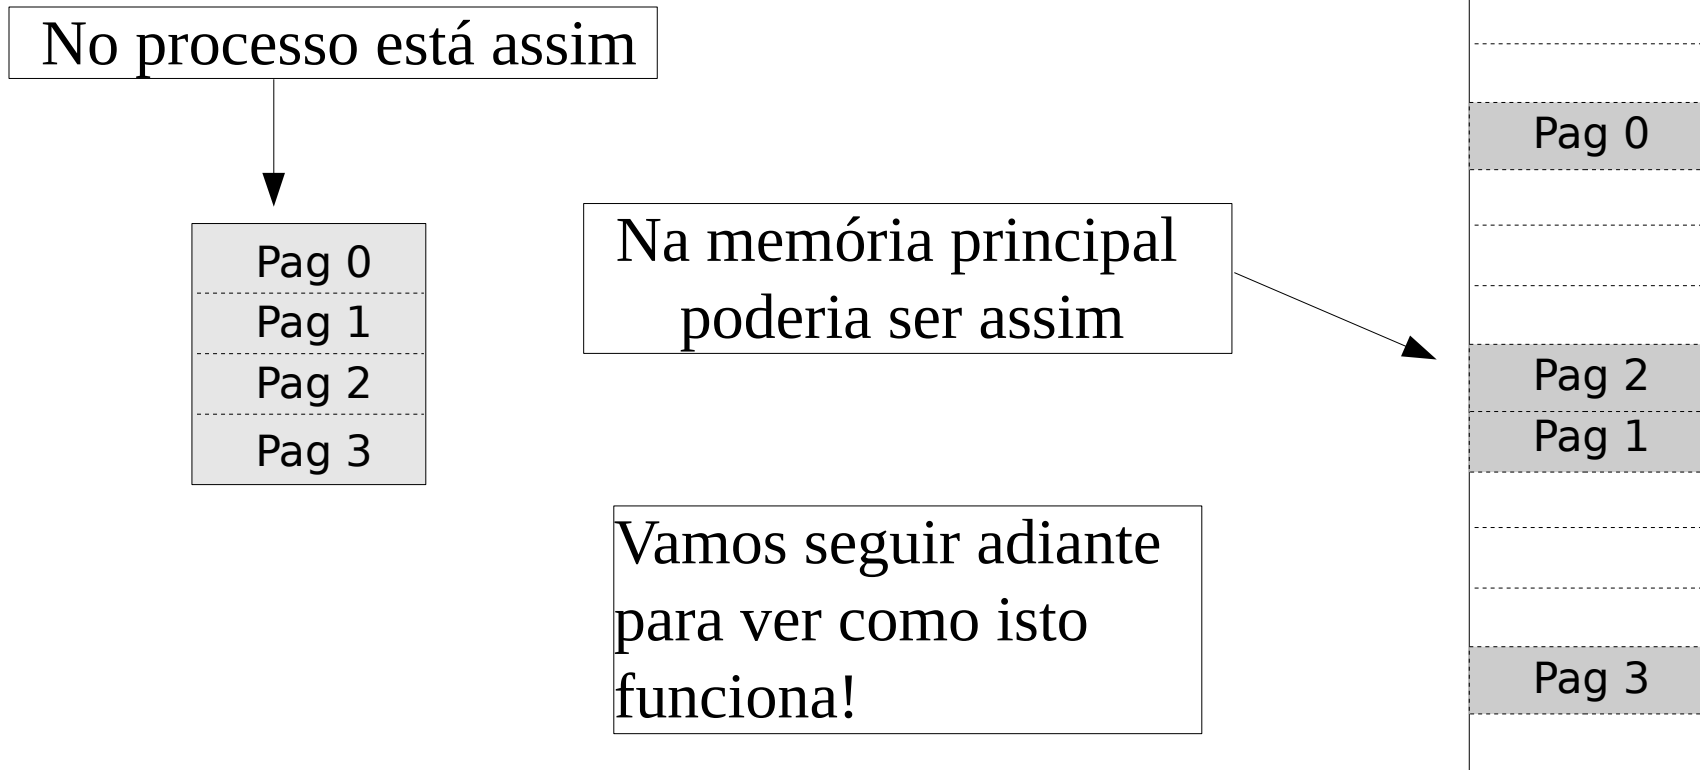 No processo está assim
Pag 0
Pag 1
Pag 2
Pag 3
Na memória principal
poderia ser assim
Vamos seguir adiante
para ver como isto
funciona!
Pag 0
Pag 2
Pag 1
Pag 3